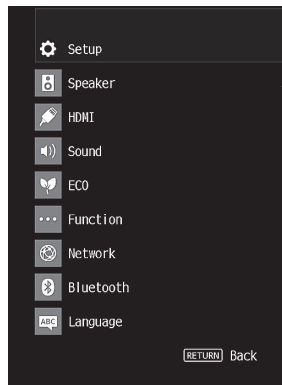 Setup
Speaker
HDMI
Sound
ECO
Function
Network
Bluetooth
ABC Language
RETURN Back